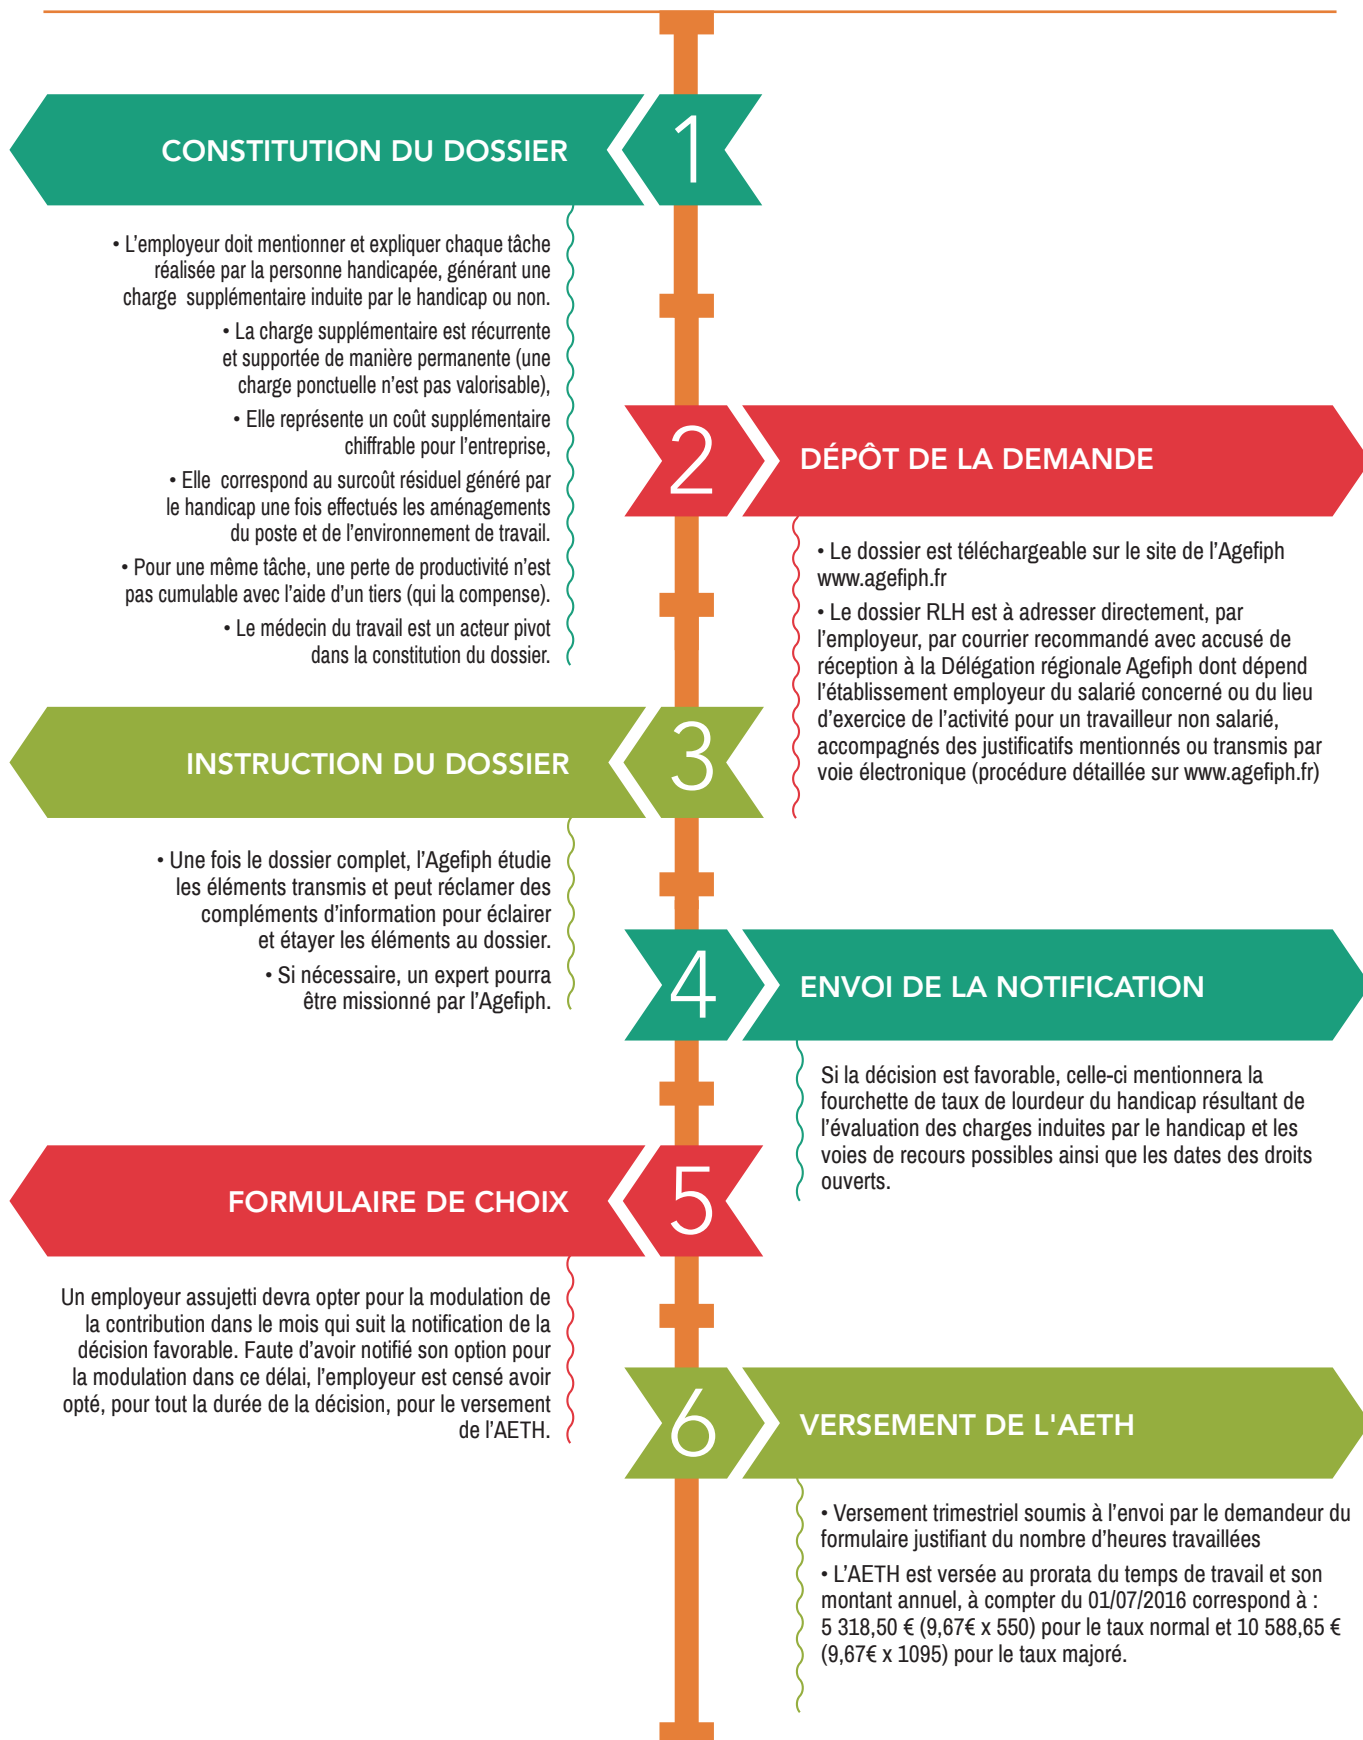 CONSTITUTION DU DOSSIER
1
• L'employeur doit mentionner et expliquer chaque tâche
réalisée par la personne handicapée, générant une
charge supplémentaire induite par le handicap ou non.
• La charge supplémentaire est récurrente
et supportée de manière permanente (une
charge ponctuelle n'est pas valorisable),
• Elle représente un coût supplémentaire
chiffrable pour l'entreprise,
• Elle correspond au surcoût résiduel généré par
le handicap une fois effectués les aménagements
du poste et de l'environnement de travail.
• Pour une même tâche, une perte de productivité n'est
pas cumulable avec l'aide d'un tiers (qui la compense).
• Le médecin du travail est un acteur pivot
dans la constitution du dossier.
2
DÉPÔT DE LA DEMANDE
• Le dossier est téléchargeable sur le site de l'Agefiph
www.agefiph.fr
• Le dossier RLH est à adresser directement, par
l'employeur, par courrier recommandé avec accusé de
réception à la Délégation régionale Agefiph dont dépend
l'établissement employeur du salarié concerné ou du lieu
d'exercice de l'activité pour un travailleur non salarié,
accompagnés des justificatifs mentionnés ou transmis par
voie électronique (procédure détaillée sur www.agefiph.fr)
INSTRUCTION DU DOSSIER
3
• Une fois le dossier complet, l'Agefiph étudie
les éléments transmis et peut réclamer des
compléments d'information pour éclairer
et étayer les éléments au dossier.
• Si nécessaire, un expert pourra
être missionné par l'Agefiph.
4
ENVOI DE LA NOTIFICATION
Si la décision est favorable, celle-ci mentionnera la
fourchette de taux de lourdeur du handicap résultant de
l'évaluation des charges induites par le handicap et les
voies de recours possibles ainsi que les dates des droits
ouverts.
FORMULAIRE DE CHOIX
5
Un employeur assujetti devra opter pour la modulation de
la contribution dans le mois qui suit la notification de la
décision favorable. Faute d'avoir notifié son option pour
la modulation dans ce délai, l'employeur est censé avoir
opté, pour tout la durée de la décision, pour le versement
de l'AETH.
6
VERSEMENT DE L'AETH
• Versement trimestriel soumis à l'envoi par le demandeur du
formulaire justifiant du nombre d'heures travaillées
• L'AETH est versée au prorata du temps de travail et son
montant annuel, à compter du 01/07/2016 correspond à :
5 318,50 € (9,67€ x 550) pour le taux normal et 10 588,65 €
(9,67€ x 1095) pour le taux majoré.